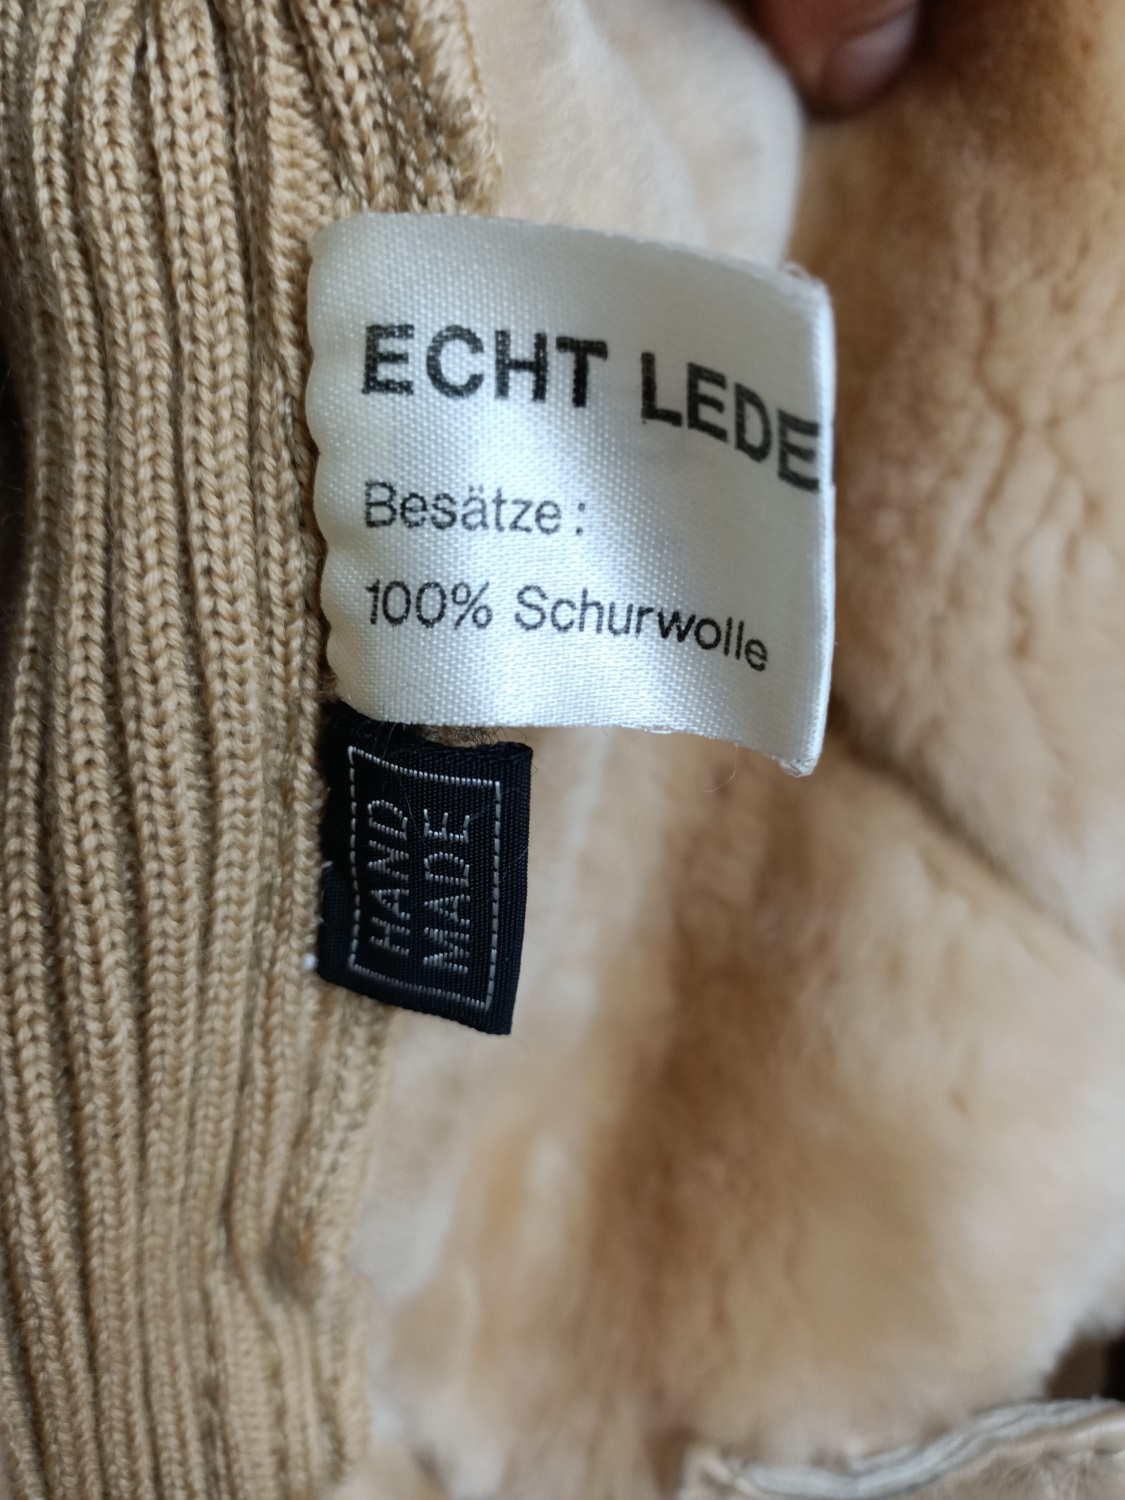 ECHT LEDE
Besätze:
100% Schurwolle
HAND
MADE